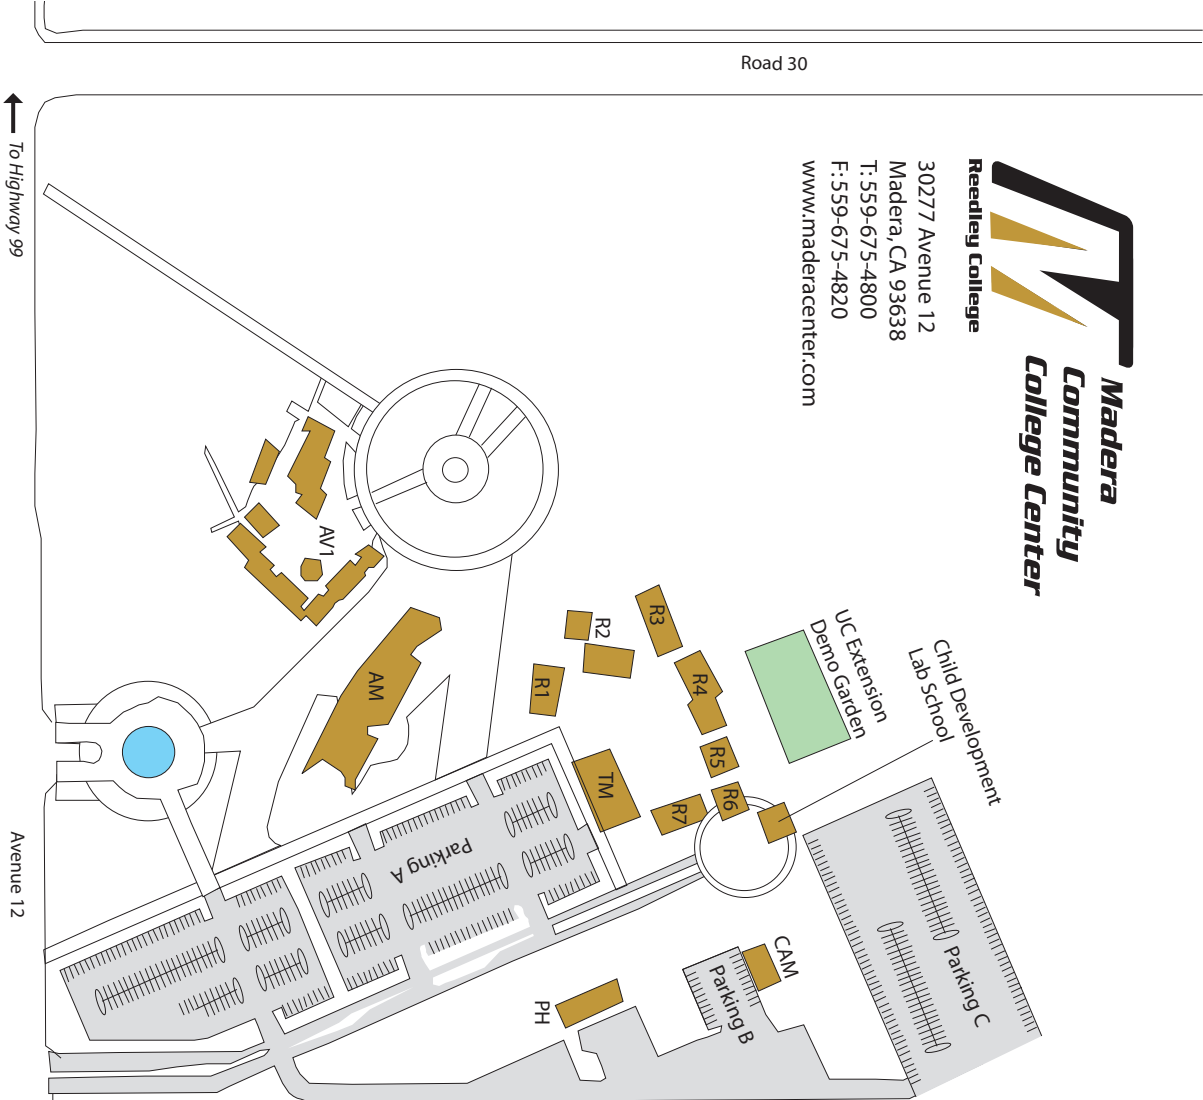 Road 30
To Highway 99
Madera
Community
College Center
Reedley College
30277 Avenue 12
Madera, CA 93638
T: 559-675-4800
F: 559-675-4820
www.maderacenter.com
AV1
AM
R1
R2
R3
R4
R5
R6
R7
TM
UC Extension
Demo Garden
Child Development
Lab School
Parking A
Parking B
Parking C
CAM
PH
Avenue 12